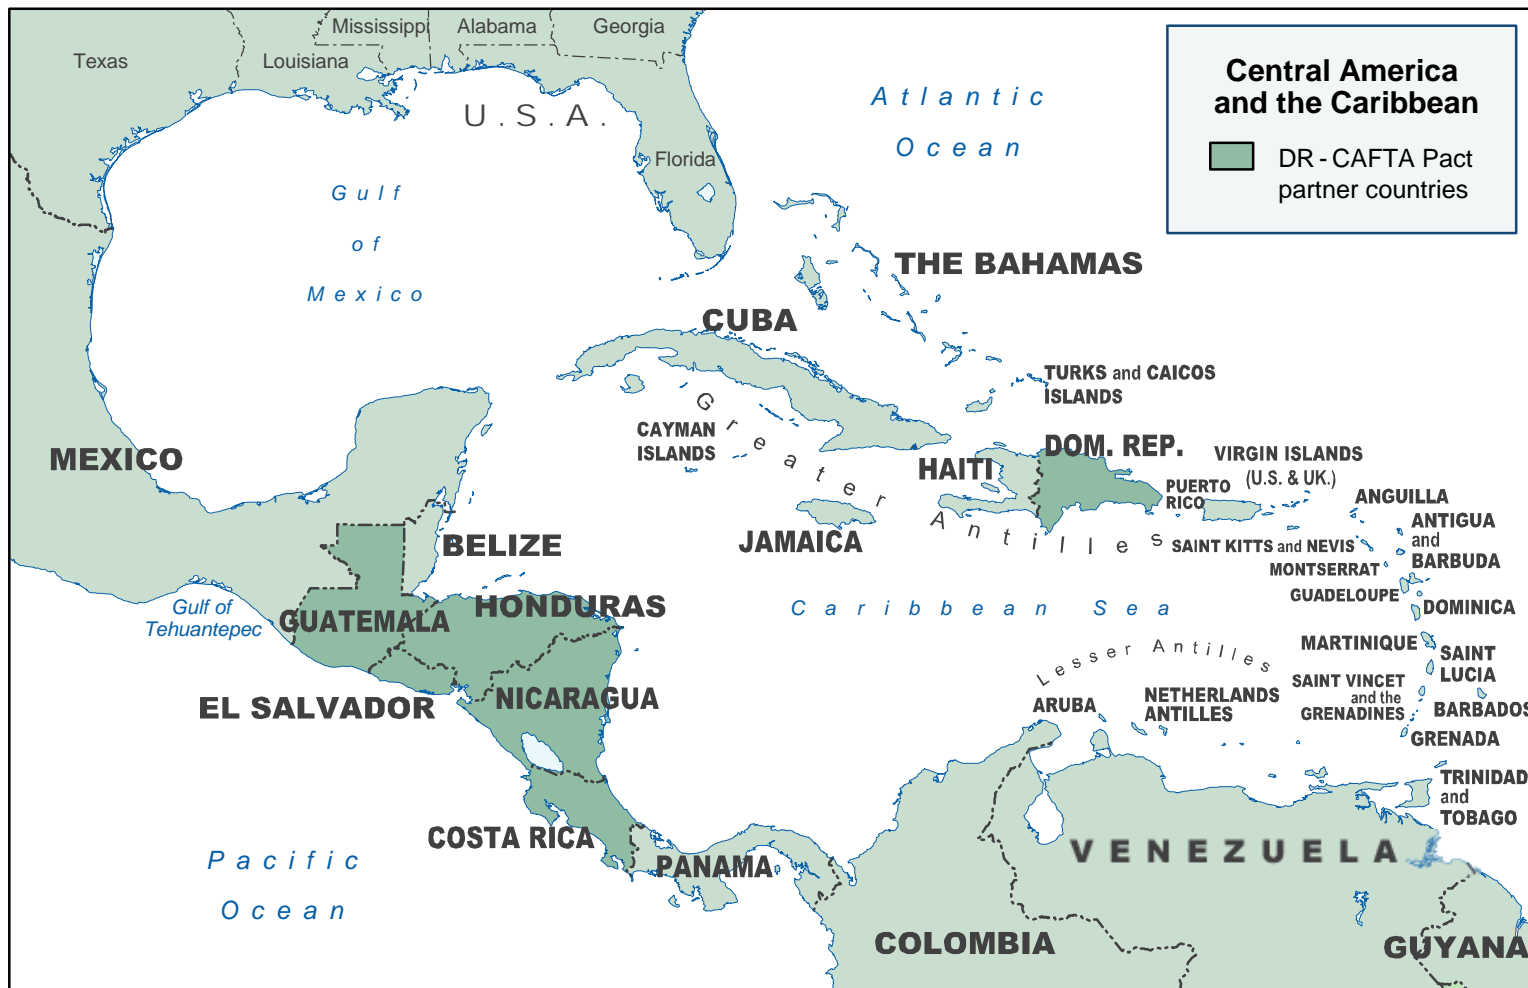 Mississippi
Alabama
Georgia
Texas
Louisiana
U.S.A.
Florida
Atlantic
Ocean
Central America
and the Caribbean
DR - CAFTA Pact
partner countries
Gulf
of
Mexico
THE BAHAMAS
CUBA
TURKS and CAICOS
ISLANDS
Greater Antilles
CAYMAN
ISLANDS
MEXICO
HAITI
DOM. REP.
VIRGIN ISLANDS
(U.S. & UK.)
PUERTO
RICO
ANGUILLA
ANTIGUA
and
BARBUDA
JAMAICA
BELIZE
SAINT KITTS and NEVIS
MONTSERRAT
GUADELOUPE
DOMINICA
Gulf of
Tehuantepec
GUATEMALA
HONDURAS
Caribbean Sea
Lesser Antilles
MARTINIQUE
SAINT
LUCIA
EL SALVADOR
NICARAGUA
ARUBA
NETHERLANDS
ANTILLES
SAINT VINCET
and the
GRENADINES
BARBADOS
GRENADA
TRINIDAD
and
TOBAGO
COSTA RICA
PANAMA
VENEZUELA
Pacific
Ocean
COLOMBIA
GUYANA